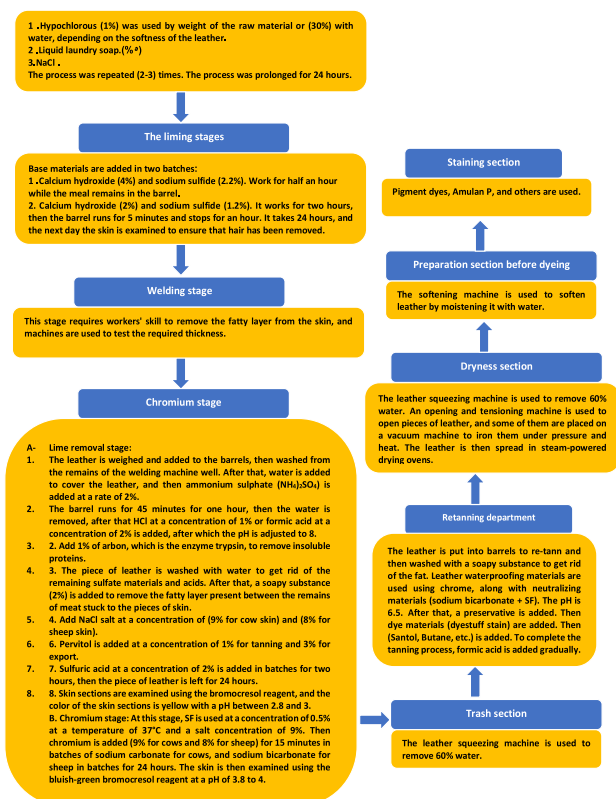 1 .Hypochlorous (1%) was used by weight of the raw material or (30%) with
water, depending on the softness of the leather.
2 .Liquid laundry soap.(%ª)
3.NaCl .
The process was repeated (2-3) times. The process was prolonged for 24 hours.
The liming stages
Base materials are added in two batches:
1 .Calcium hydroxide (4%) and sodium sulfide (2.2%). Work for half an hour
while the meal remains in the barrel.
2. Calcium hydroxide (2%) and sodium sulfide (1.2%). It works for two hours,
then the barrel runs for 5 minutes and stops for an hour. It takes 24 hours, and
the next day the skin is examined to ensure that hair has been removed.
Welding stage
This stage requires workers' skill to remove the fatty layer from the skin, and
machines are used to test the required thickness.
Chromium stage
A- Lime removal stage:
1. The leather is weighed and added to the barrels, then washed from
the remains of the welding machine well. After that, water is added
to cover the leather, and then ammonium sulphate (NH₄)₂SO₄) is
added at a rate of 2%.
2. The barrel runs for 45 minutes for one hour, then the water is
removed, after that HCl at a concentration of 1% or formic acid at a
concentration of 2% is added, after which the pH is adjusted to 8.
3. 2. Add 1% of arbon, which is the enzyme trypsin, to remove insoluble
proteins.
4. 3. The piece of leather is washed with water to get rid of the
remaining sulfate materials and acids. After that, a soapy substance
(2%) is added to remove the fatty layer present between the remains
of meat stuck to the pieces of skin.
5. 4. Add NaCl salt at a concentration of (9% for cow skin) and (8% for
sheep skin).
6. 6. Pervitol is added at a concentration of 1% for tanning and 3% for
export.
7. 7. Sulfuric acid at a concentration of 2% is added in batches for two
hours, then the piece of leather is left for 24 hours.
8. 8. Skin sections are examined using the bromocresol reagent, and the
color of the skin sections is yellow with a pH between 2.8 and 3.
B. Chromium stage: At this stage, SF is used at a concentration of 0.5%
at a temperature of 37°C and a salt concentration of 9%. Then
chromium is added (9% for cows and 8% for sheep) for 15 minutes in
batches of sodium carbonate for cows, and sodium bicarbonate for
sheep in batches for 24 hours. The skin is then examined using the
bluish-green bromocresol reagent at a pH of 3.8 to 4.
Trash section
The leather squeezing machine is used to
remove 60% water.
Retanning department
The leather is put into barrels to re-tann and
then washed with a soapy substance to get rid
of the fat. Leather waterproofing materials are
used using chrome, along with neutralizing
materials (sodium bicarbonate + SF). The pH is
6.5. After that, a preservative is added. Then
dye materials (dyestuff stain) are added. Then
(Santol, Butane, etc.) is added. To complete the
tanning process, formic acid is added gradually.
Dryness section
The leather squeezing machine is used to remove 60%
water. An opening and tensioning machine is used to
open pieces of leather, and some of them are placed on
a vacuum machine to iron them under pressure and
heat. The leather is then spread in steam-powered
drying ovens.
Preparation section before dyeing
The softening machine is used to soften
leather by moistening it with water.
Staining section
Pigment dyes, Amulan P, and others are used.